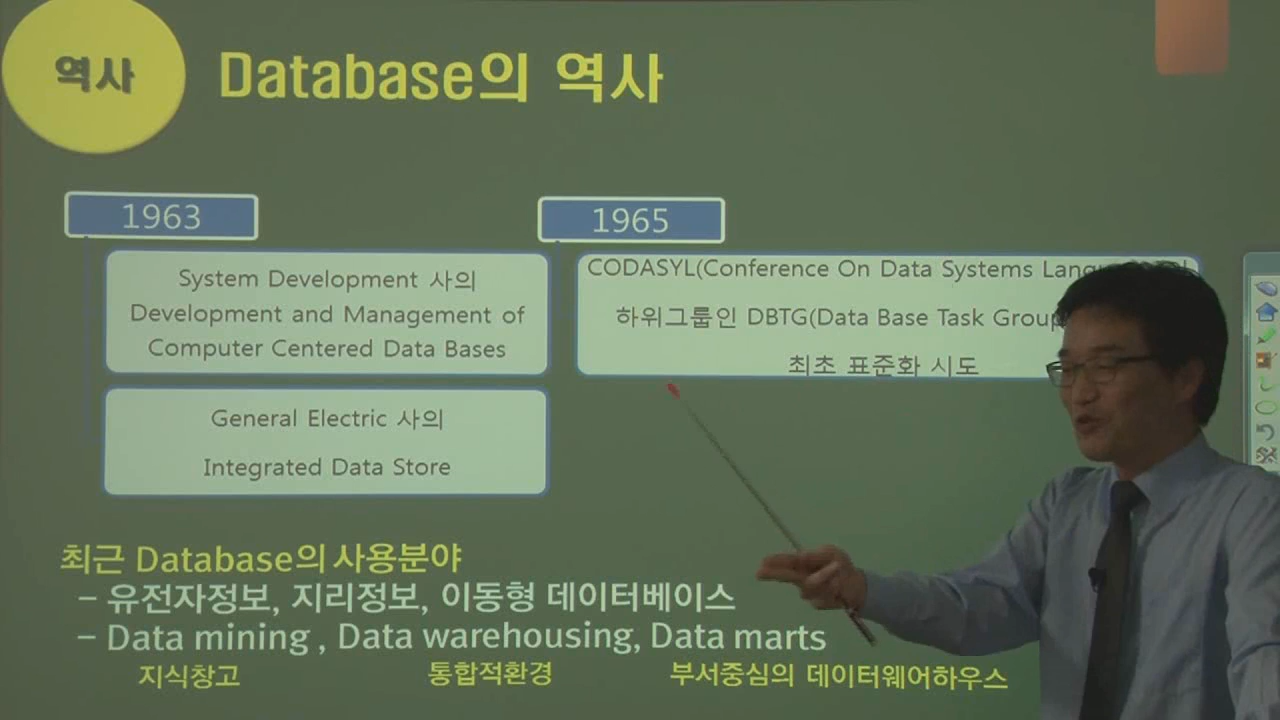 역사
Database의 역사
1963
System Development 사의
Development and Management of
Computer Centered Data Bases
General Electric 사의
Integrated Data Store
1965
CODASYL(Conference On Data Systems
하위그룹인 DBTG(Data Base Task Group
최초 표준화 시도
최근 Database의 사용분야
– 유전자정보, 지리정보, 이동형 데이터베이스
– Data mining , Data warehousing, Data marts
지식창고 통합적환경 부서중심의 데이터웨어하우스